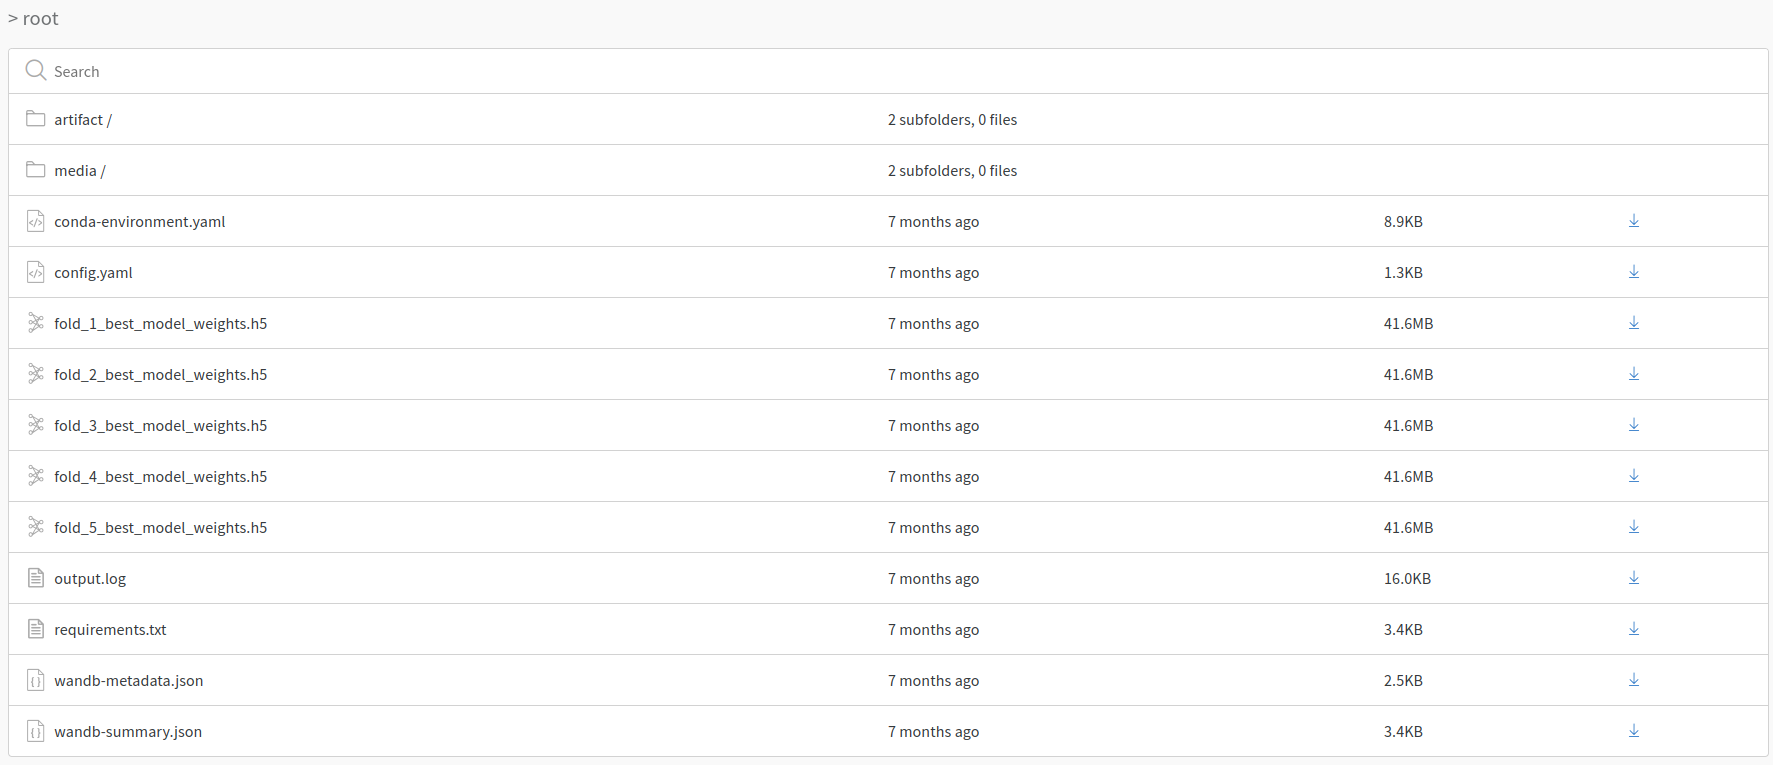 > root
Search
artifact / 2 subfolders, 0 files
media / 2 subfolders, 0 files
conda-environment.yaml 7 months ago 8.9KB
config.yaml 7 months ago 1.3KB
fold_1_best_model_weights.h5 7 months ago 41.6MB
fold_2_best_model_weights.h5 7 months ago 41.6MB
fold_3_best_model_weights.h5 7 months ago 41.6MB
fold_4_best_model_weights.h5 7 months ago 41.6MB
fold_5_best_model_weights.h5 7 months ago 41.6MB
output.log 7 months ago 16.0KB
requirements.txt 7 months ago 3.4KB
wandb-metadata.json 7 months ago 2.5KB
wandb-summary.json 7 months ago 3.4KB